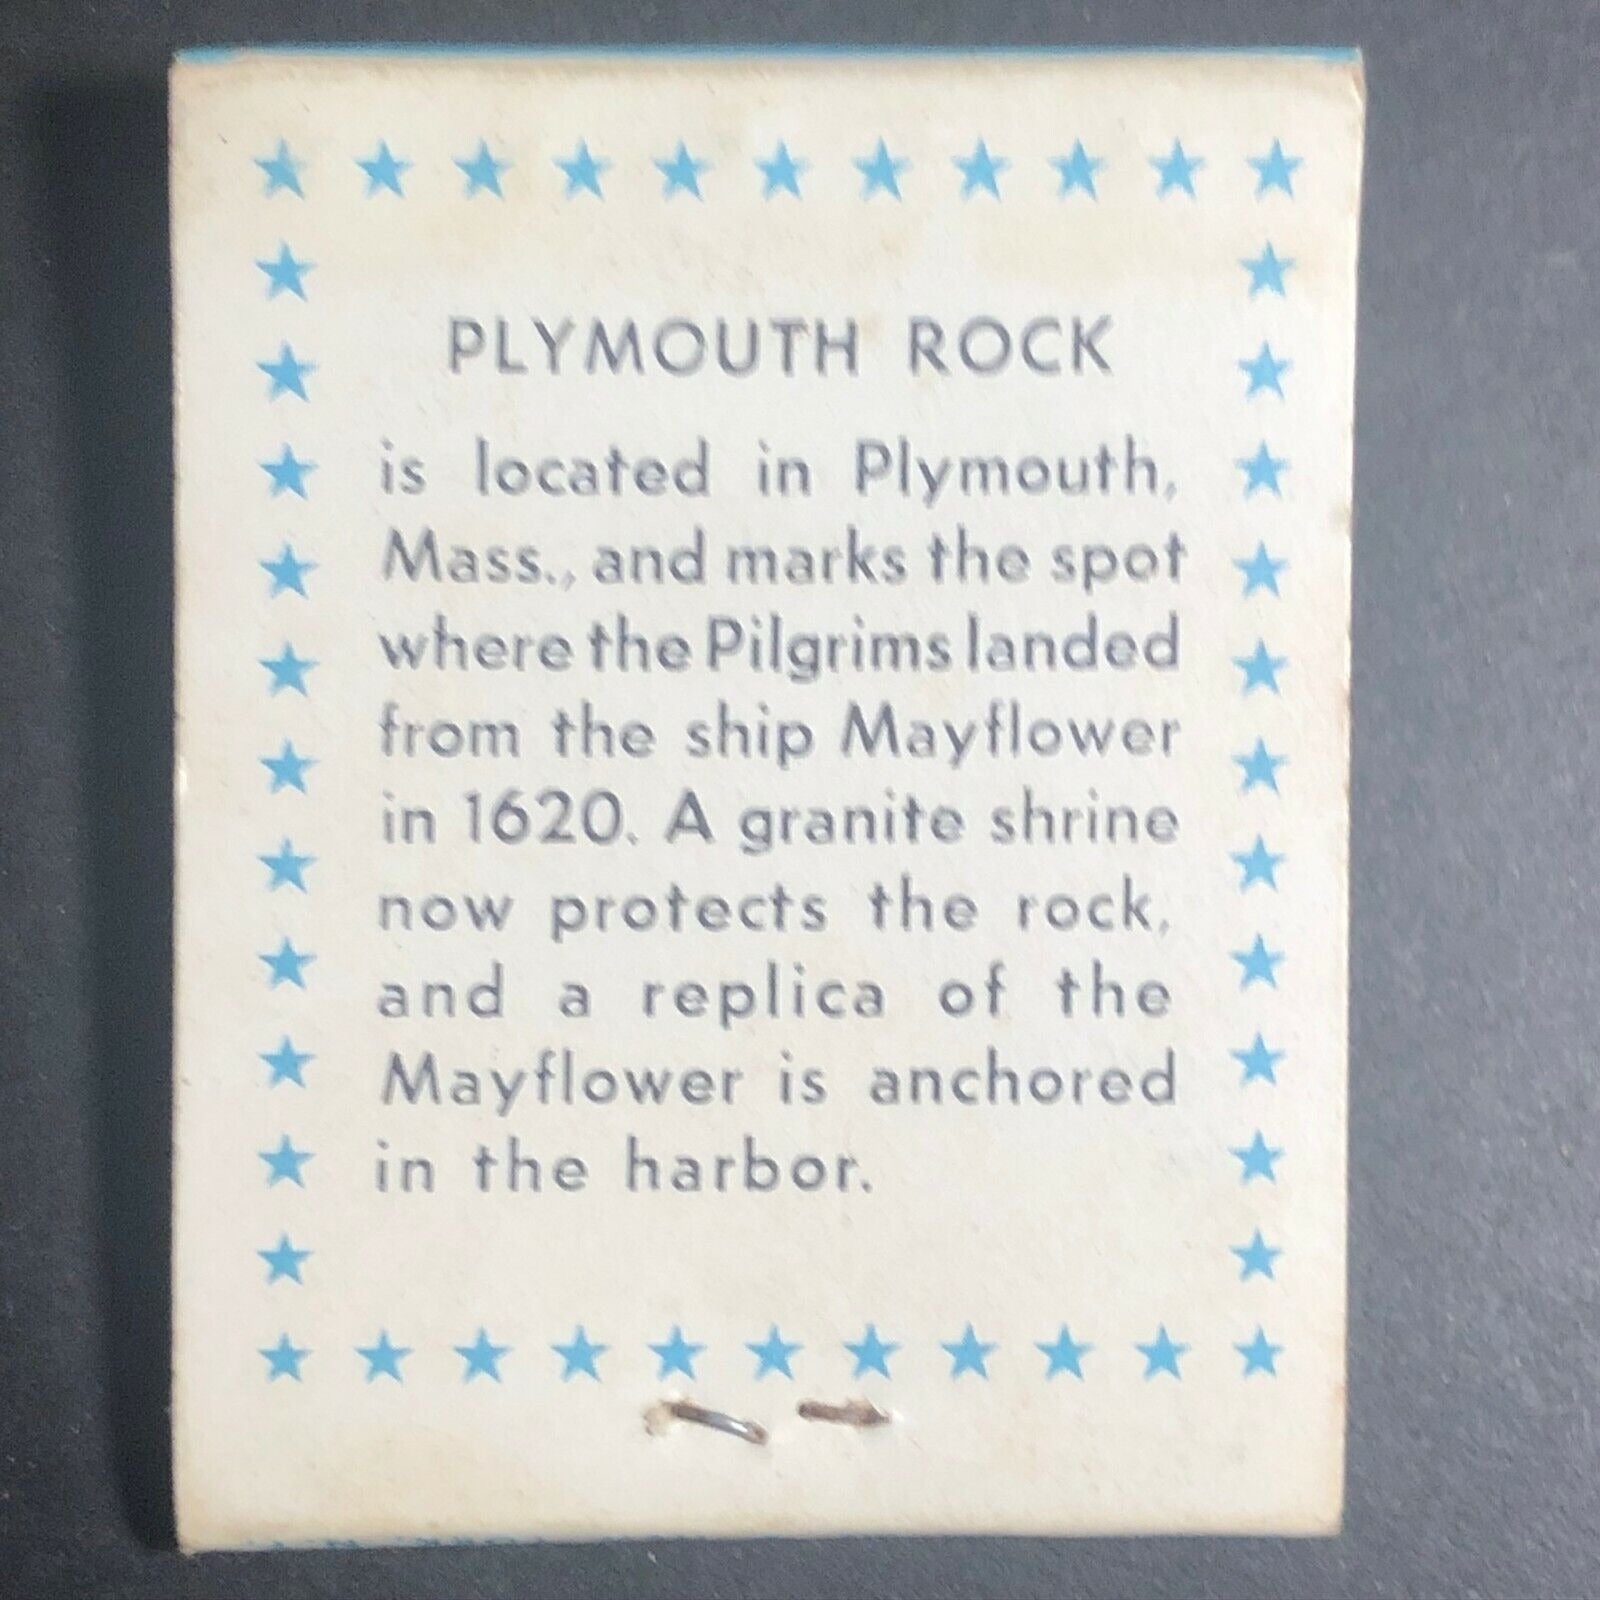 PLYMOUTH ROCK
is located in Plymouth,
Mass., and marks the spot
where the Pilgrims landed
from the ship Mayflower
in 1620. A granite shrine
now protects the rock,
and a replica of the
Mayflower is anchored
in the harbor.